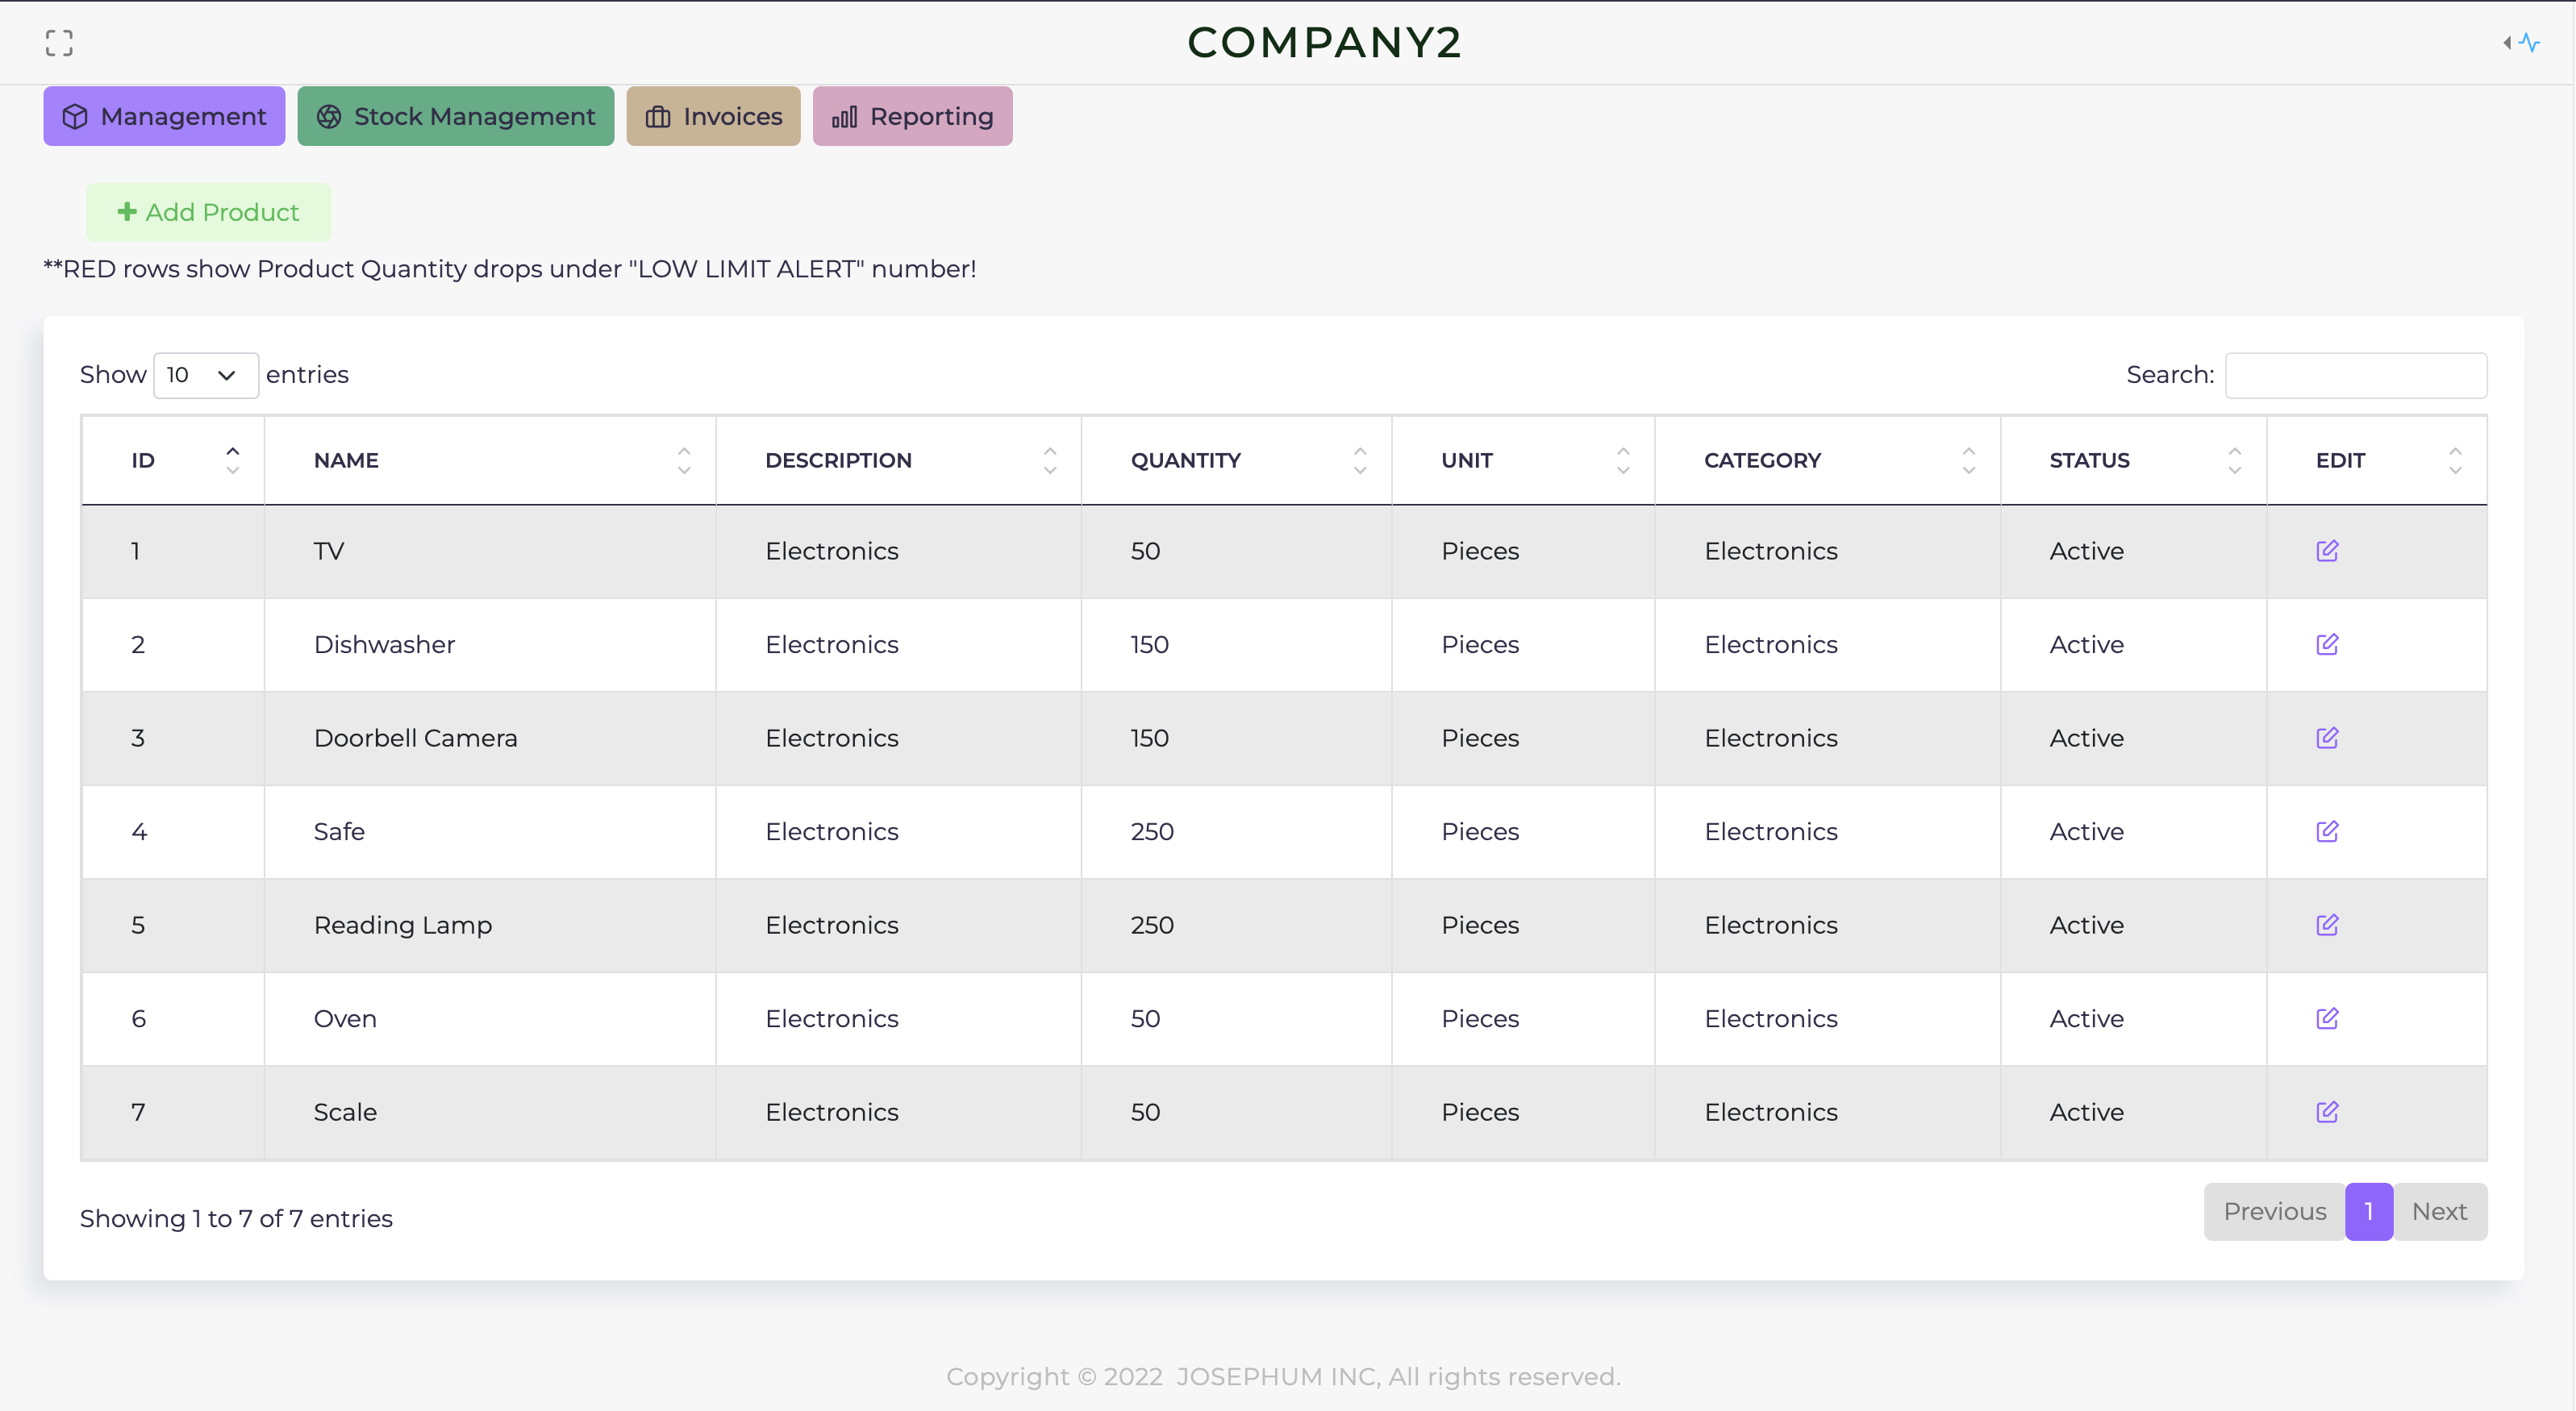 COMPANY2
Management Stock Management Invoices Reporting
Add Product
**RED rows show Product Quantity drops under "LOW LIMIT ALERT" number!
Show 10 entries Search:
ID NAME DESCRIPTION QUANTITY UNIT CATEGORY STATUS EDIT
1 TV Electronics 50 Pieces Electronics Active
2 Dishwasher Electronics 150 Pieces Electronics Active
3 Doorbell Camera Electronics 150 Pieces Electronics Active
4 Safe Electronics 250 Pieces Electronics Active
5 Reading Lamp Electronics 250 Pieces Electronics Active
6 Oven Electronics 50 Pieces Electronics Active
7 Scale Electronics 50 Pieces Electronics Active
Showing 1 to 7 of 7 entries Previous 1 Next
Copyright © 2022 JOSEPHUM INC, All rights reserved.